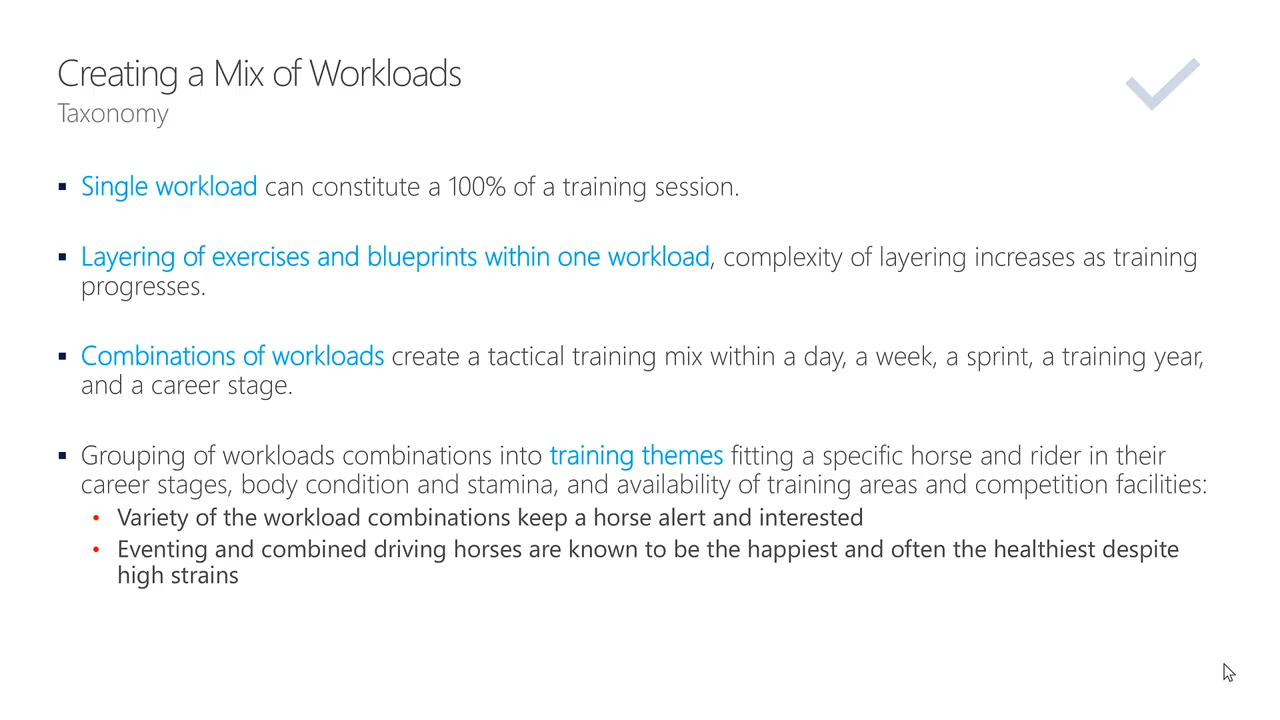 Creating a Mix of Workloads
Taxonomy
▪ Single workload can constitute a 100% of a training session.
▪ Layering of exercises and blueprints within one workload, complexity of layering increases as training
progresses.
▪ Combinations of workloads create a tactical training mix within a day, a week, a sprint, a training year,
and a career stage.
▪ Grouping of workloads combinations into training themes fitting a specific horse and rider in their
career stages, body condition and stamina, and availability of training areas and competition facilities:
• Variety of the workload combinations keep a horse alert and interested
• Eventing and combined driving horses are known to be the happiest and often the healthiest despite
high strains